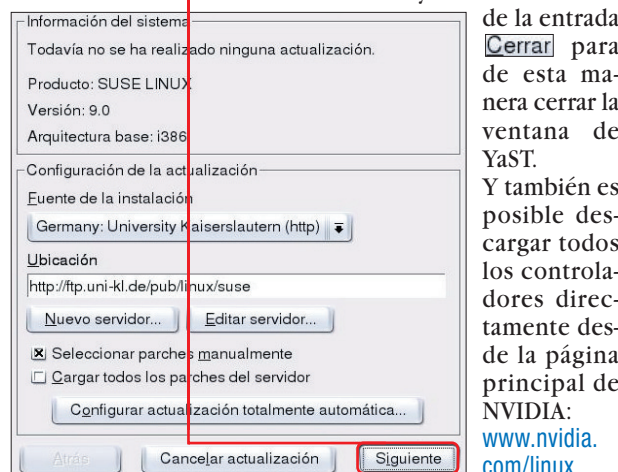 Información del sistema
Todavía no se ha realizado ninguna actualización.
Producto: SUSE LINUX
Versión: 9.0
Arquitectura base: i386
Configuración de la actualización
Fuente de la instalación
Germany: University Kaiserslautern (http)
Ubicación
http://ftp.uni-kl.de/pub/linux/suse
Nuevo servidor...
Editar servidor...
Seleccionar parches manualmente
Cargar todos los parches del servidor
Configurar actualización totalmente automática...
Atrás
Cancelar actualización
Siguiente
de la entrada
Cerrar para
de esta ma-
nera cerrar la
ventana de
YaST.
Y también es
posible des-
cargar todos
los controla-
dores direc-
tamente des-
de la página
principal de
NVIDIA:
www.nvidia.
com/linux